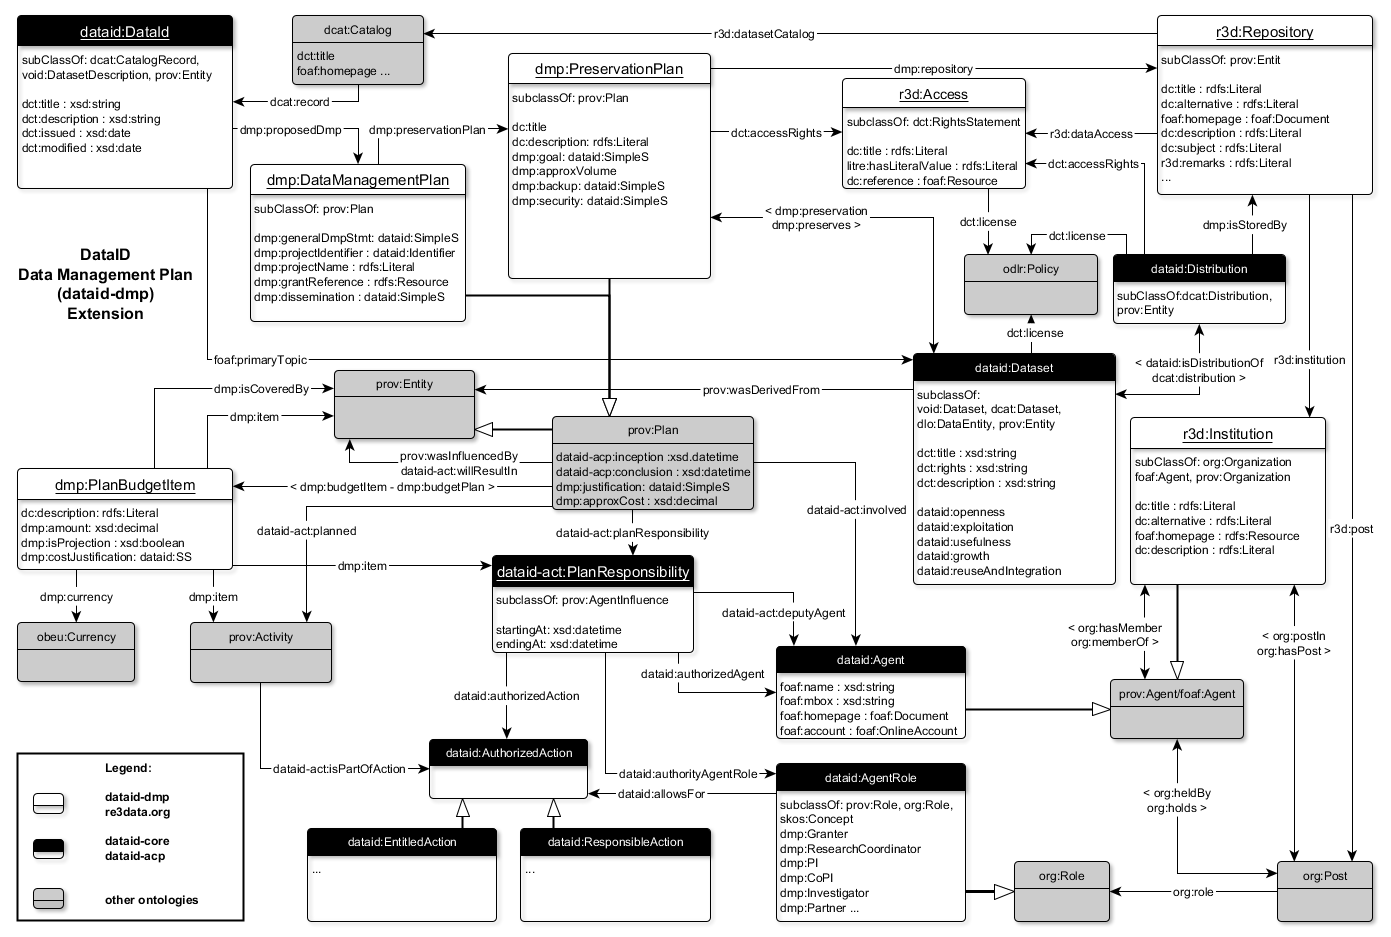 dataid:DataId
subClassOf: dcat:CatalogRecord,
void:DatasetDescription, prov:Entity
dct:title : xsd:string
dct:description : xsd:string
dct:issued : xsd:date
dct:modified : xsd:date
dcat:Catalog
dct:title
foaf:homepage ...
dcat:record
r3d:datasetCatalog
dmp:proposedDmp
dmp:preservationPlan
dmp:PreservationPlan
subclassOf: prov:Plan
dc:title
dc:description: rdfs:Literal
dmp:goal: dataid:SimpleS
dmp:approxVolume
dmp:backup: dataid:SimpleS
dmp:security: dataid:SimpleS
dmp:repository
r3d:Access
subclassOf: dct:RightsStatement
dc:title : rdfs:Literal
litre:hasLiteralValue : rdfs:Literal
dc:reference : foaf:Resource
dct:accessRights
r3d:dataAccess
dct:accessRights
r3d:Repository
subClassOf: prov:Entit
dc:title : rdfs:Literal
dc:alternative : rdfs:Literal
foaf:homepage : foaf:Document
dc:description : rdfs:Literal
dc:subject : rdfs:Literal
r3d:remarks : rdfs:Literal
...
dmp:DataManagementPlan
subClassOf: prov:Plan
dmp:generalDmpStmt: dataid:SimpleS
dmp:projectIdentifier : dataid:Identifier
dmp:projectName : rdfs:Literal
dmp:grantReference : rdfs:Resource
dmp:dissemination : dataid:SimpleS
< dmp:preservation
dmp:preserves >
dct:license
dct:license
dmp:isStoredBy
odlr:Policy
dataid:Distribution
subClassOf:dcat:Distribution,
prov:Entity
DataID
Data Management Plan
(dataid-dmp)
Extension
dct:license
foaf:primaryTopic
< dataid:isDistributionOf
dcat:distribution >
r3d:institution
dataid:Dataset
subclassOf:
void:Dataset, dcat:Dataset,
dlo:DataEntity, prov:Entity
dct:title : xsd:string
dct:rights : xsd:string
dct:description : xsd:string
dataid:openness
dataid:exploitation
dataid:usefulness
dataid:growth
dataid:reuseAndIntegration
dmp:isCoveredBy
prov:Entity
prov:wasDerivedFrom
dmp:item
prov:Plan
dataid-acp:inception :xsd.datetime
dataid-acp:conclusion : xsd:datetime
dmp:justification: dataid:SimpleS
dmp:approxCost : xsd:decimal
prov:wasInfluencedBy
dataid-act:willResultIn
< dmp:budgetItem - dmp:budgetPlan >
r3d:Institution
subClassOf: org:Organization
foaf:Agent, prov:Organization
dc:title : rdfs:Literal
dc:alternative : rdfs:Literal
foaf:homepage : rdfs:Resource
dc:description : rdfs:Literal
r3d:post
dmp:PlanBudgetItem
dc:description: rdfs:Literal
dmp:amount: xsd:decimal
dmp:isProjection : xsd:boolean
dmp:costJustification: dataid:SS
dataid-act:planned
dataid-act:planResponsibility
dataid-act:involved
dmp:item
dataid-act:PlanResponsibility
subclassOf: prov:AgentInfluence
startingAt: xsd:datetime
endingAt: xsd:datetime
dmp:currency
dmp:item
obeu:Currency
prov:Activity
dataid-act:deputyAgent
dataid:authorizedAgent
dataid:authorizedAction
dataid:Agent
foaf:name : xsd:string
foaf:mbox : xsd:string
foaf:homepage : foaf:Document
foaf:account : foaf:OnlineAccount
< org:hasMember
org:memberOf >
< org:postIn
org:hasPost >
prov:Agent/foaf:Agent
dataid-act:isPartOfAction
dataid:AuthorizedAction
dataid:authorityAgentRole
dataid:allowsFor
dataid:AgentRole
subclassOf: prov:Role, org:Role,
skos:Concept
dmp:Granter
dmp:ResearchCoordinator
dmp:PI
dmp:CoPI
dmp:Investigator
dmp:Partner ...
< org:heldBy
org:holds >
dataid:EntitledAction
...
dataid:ResponsibleAction
...
org:Role
org:role
org:Post
Legend:
dataid-dmp
re3data.org
dataid-core
dataid-acp
other ontologies